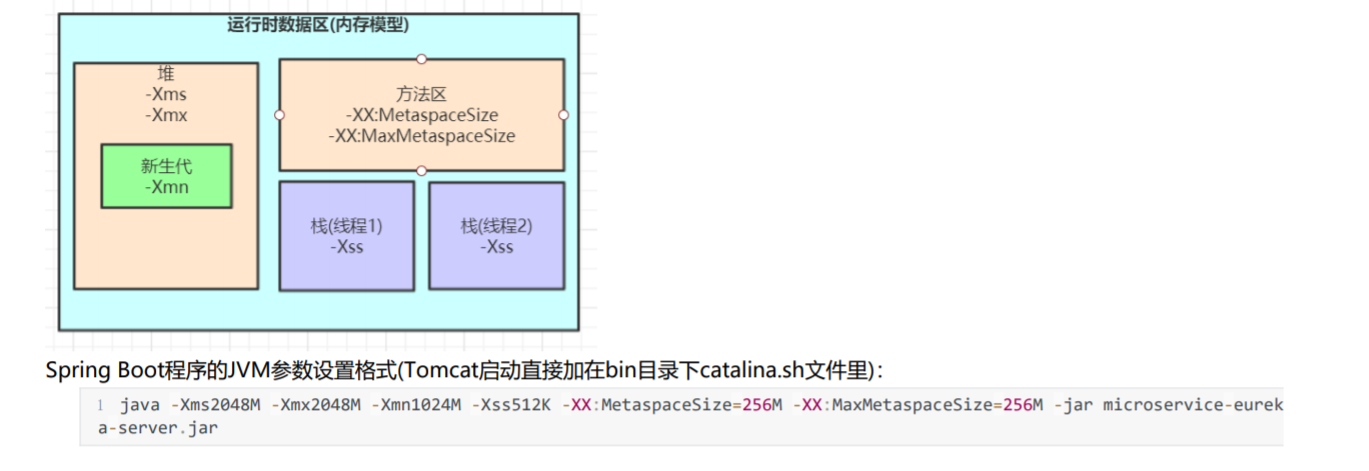 运行时数据区(内存模型)
堆
-Xms
-Xmx
新生代
-Xmn
方法区
-XX:MetaspaceSize
-XX:MaxMetaspaceSize
栈(线程1)
-Xss
栈(线程2)
-Xss
Spring Boot程序的JVM参数设置格式(Tomcat启动直接加在bin目录下catalina.sh文件里)：
1 java -Xms2048M -Xmx2048M -Xmn1024M -Xss512K -XX:MetaspaceSize=256M -XX:MaxMetaspaceSize=256M -jar microservice-eurek
a-server.jar